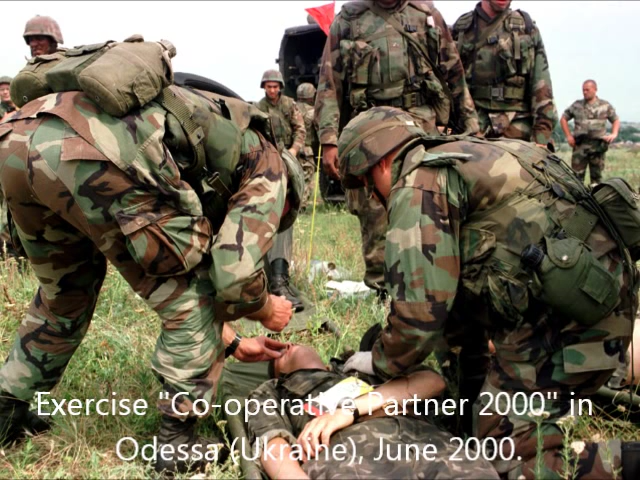 Exercise "Co-operative Partner 2000" in
Odessa (Ukraine), June 2000.